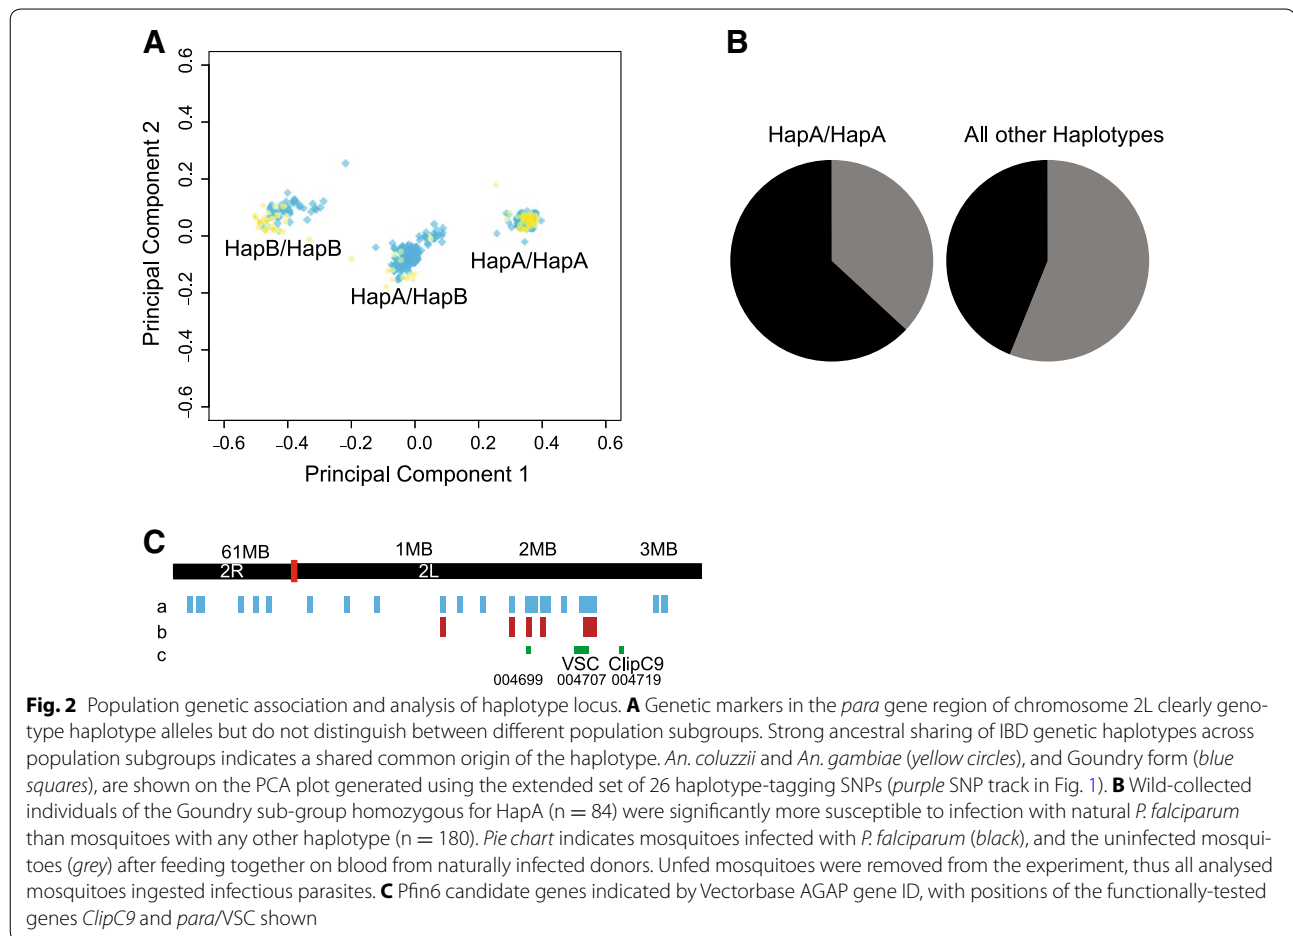 A
B
Principal Component 2
0.6
0.4
0.2
0.0
–0.2
–0.4
–0.6
HapB/HapB
HapA/HapB
HapA/HapA
–0.6 –0.4 –0.2 0.0 0.2 0.4 0.6
Principal Component 1
HapA/HapA All other Haplotypes
C
61MB 1MB 2MB 3MB
2R 2L
a
b
c
VSC ClipC9
004699 004707 004719
Fig. 2 Population genetic association and analysis of haplotype locus. A Genetic markers in the para gene region of chromosome 2L clearly geno-
type haplotype alleles but do not distinguish between different population subgroups. Strong ancestral sharing of IBD genetic haplotypes across
population subgroups indicates a shared common origin of the haplotype. An. coluzzii and An. gambiae (yellow circles), and Goundry form (blue
squares), are shown on the PCA plot generated using the extended set of 26 haplotype-tagging SNPs (purple SNP track in Fig. 1). B Wild-collected
individuals of the Goundry sub-group homozygous for HapA (n = 84) were significantly more susceptible to infection with natural P. falciparum
than mosquitoes with any other haplotype (n = 180). Pie chart indicates mosquitoes infected with P. falciparum (black), and the uninfected mosqui-
toes (grey) after feeding together on blood from naturally infected donors. Unfed mosquitoes were removed from the experiment, thus all analysed
mosquitoes ingested infectious parasites. C Pfin6 candidate genes indicated by Vectorbase AGAP gene ID, with positions of the functionally-tested
genes ClipC9 and para/VSC shown